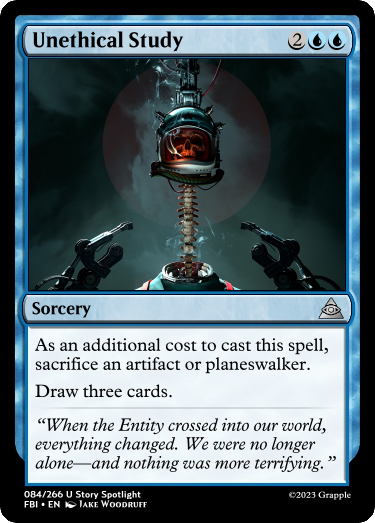 Unethical Study 2
Sorcery
As an additional cost to cast this spell,
sacrifice an artifact or planeswalker.
Draw three cards.
“When the Entity crossed into our world,
everything changed. We were no longer
alone—and nothing was more terrifying.”
084/266 U Story Spotlight
FBI • EN Jake Woodruff ©2023 Grapple